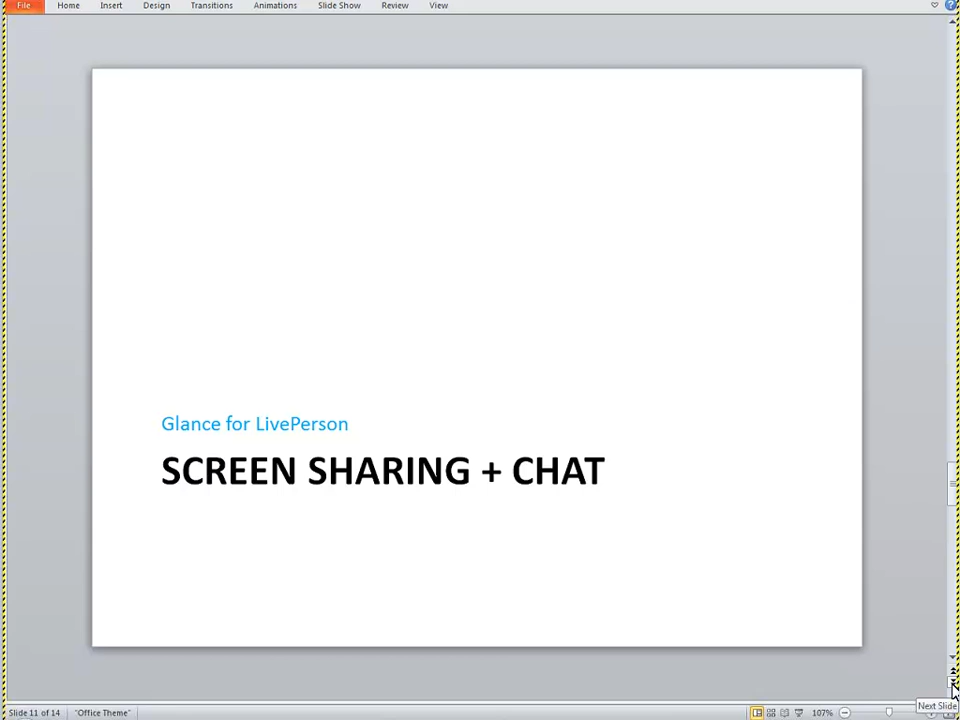 File Home Insert Design Transitions Animations Slide Show Review View
Glance for LivePerson
SCREEN SHARING + CHAT
Next Slide
Slide 11 of 14 "Office Theme" 107%